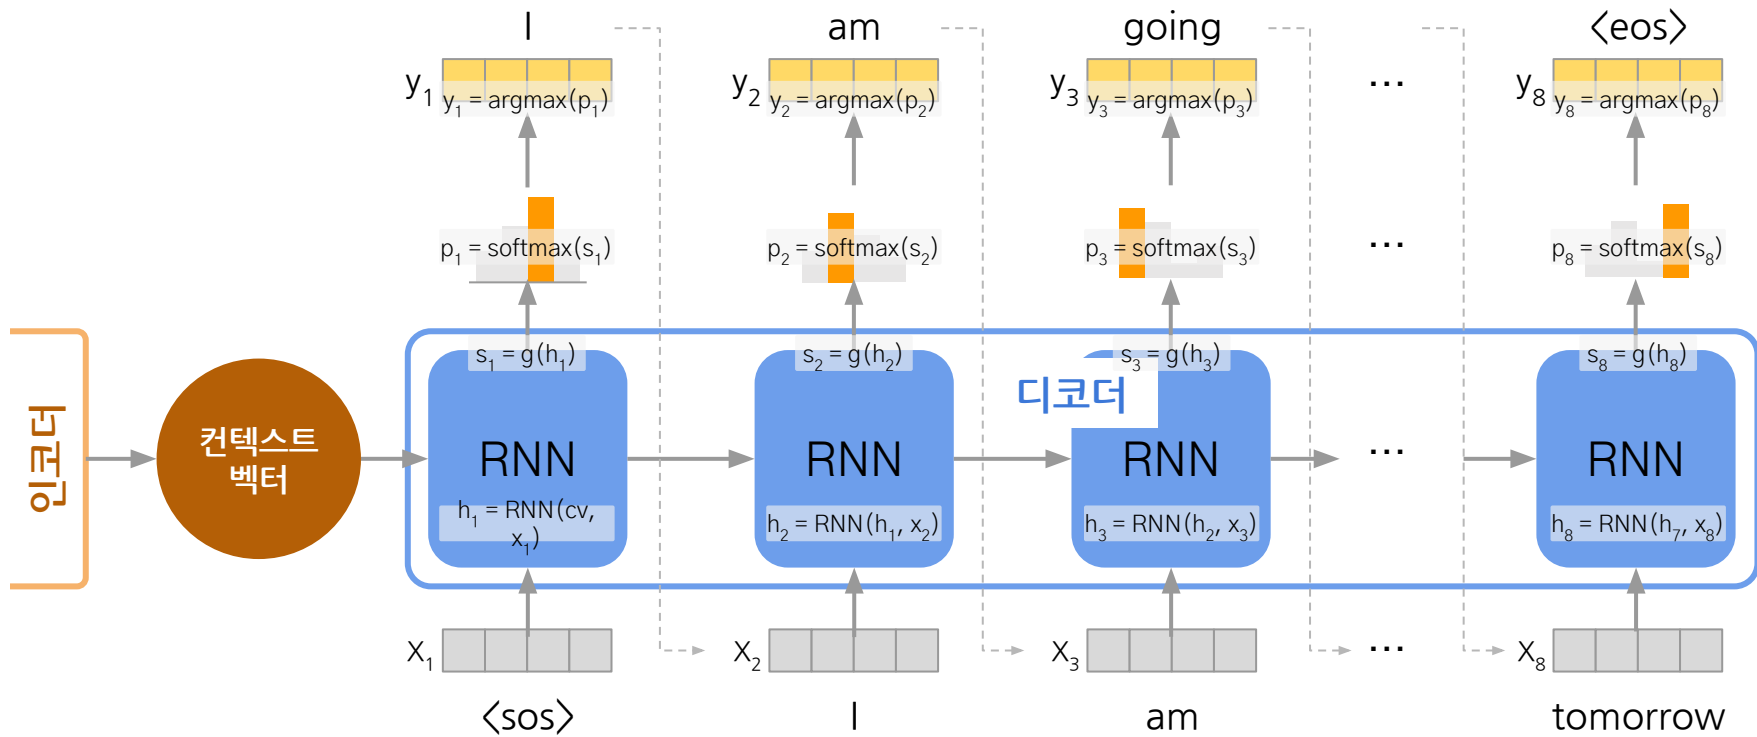 I am going <eos>
y1 y2 y3 ... y8
y1 = argmax(p1) y2 = argmax(p2) y3 = argmax(p3) y8 = argmax(p8)
p1 = softmax(s1) p2 = softmax(s2) p3 = softmax(s3) ... p8 = softmax(s8)
s1 = g(h1) s2 = g(h2) s3 = g(h3) s8 = g(h8)
디코더
인코더
컨텍스트
벡터
RNN RNN RNN ... RNN
h1 = RNN(cv,
x1)
h2 = RNN(h1, x2) h3 = RNN(h2, x3) h8 = RNN(h7, x8)
X1 X2 X3 ... X8
<sos> I am tomorrow